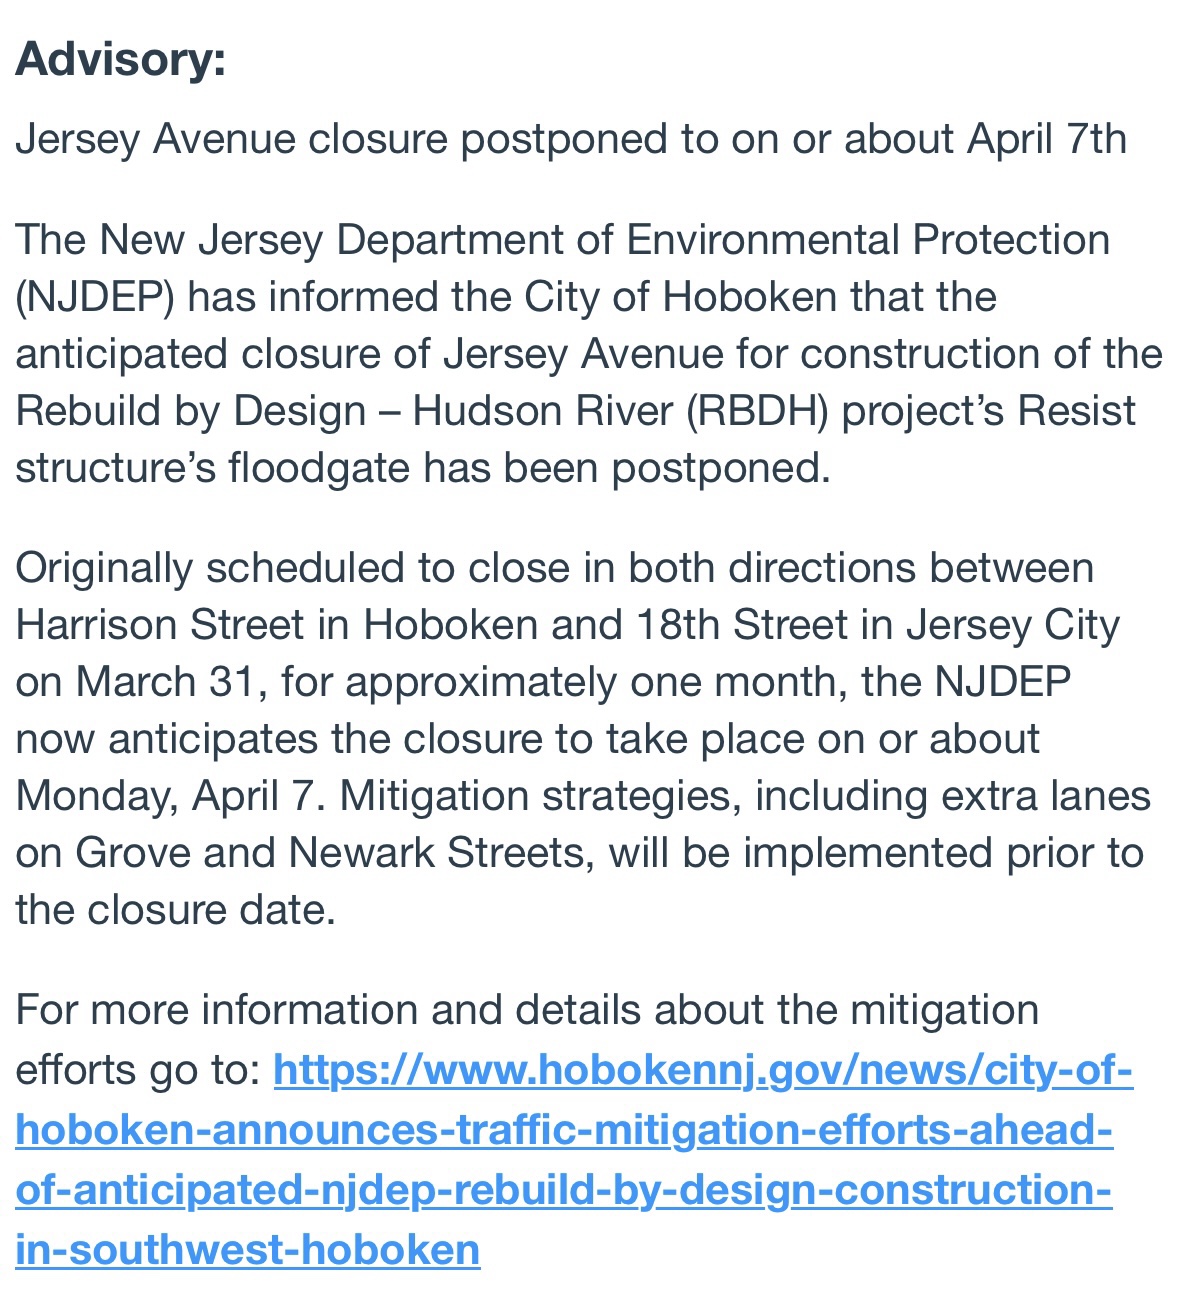 Advisory:
Jersey Avenue closure postponed to on or about April 7th
The New Jersey Department of Environmental Protection
(NJDEP) has informed the City of Hoboken that the
anticipated closure of Jersey Avenue for construction of the
Rebuild by Design – Hudson River (RBDH) project’s Resist
structure’s floodgate has been postponed.
Originally scheduled to close in both directions between
Harrison Street in Hoboken and 18th Street in Jersey City
on March 31, for approximately one month, the NJDEP
now anticipates the closure to take place on or about
Monday, April 7. Mitigation strategies, including extra lanes
on Grove and Newark Streets, will be implemented prior to
the closure date.
For more information and details about the mitigation
efforts go to: https://www.hobokennj.gov/news/city-of-
hoboken-announces-traffic-mitigation-efforts-ahead-
of-anticipated-njdep-rebuild-by-design-construction-
in-southwest-hoboken